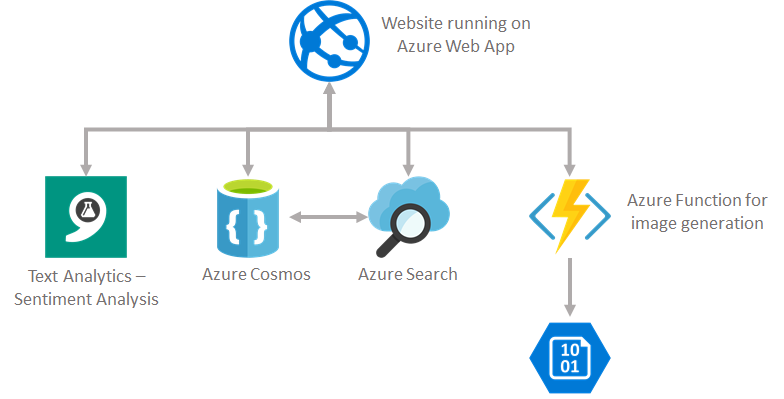 Website running on
Azure Web App
Text Analytics –
Sentiment Analysis
{ }
Azure Cosmos
Azure Search
Azure Function for
image generation
10
01